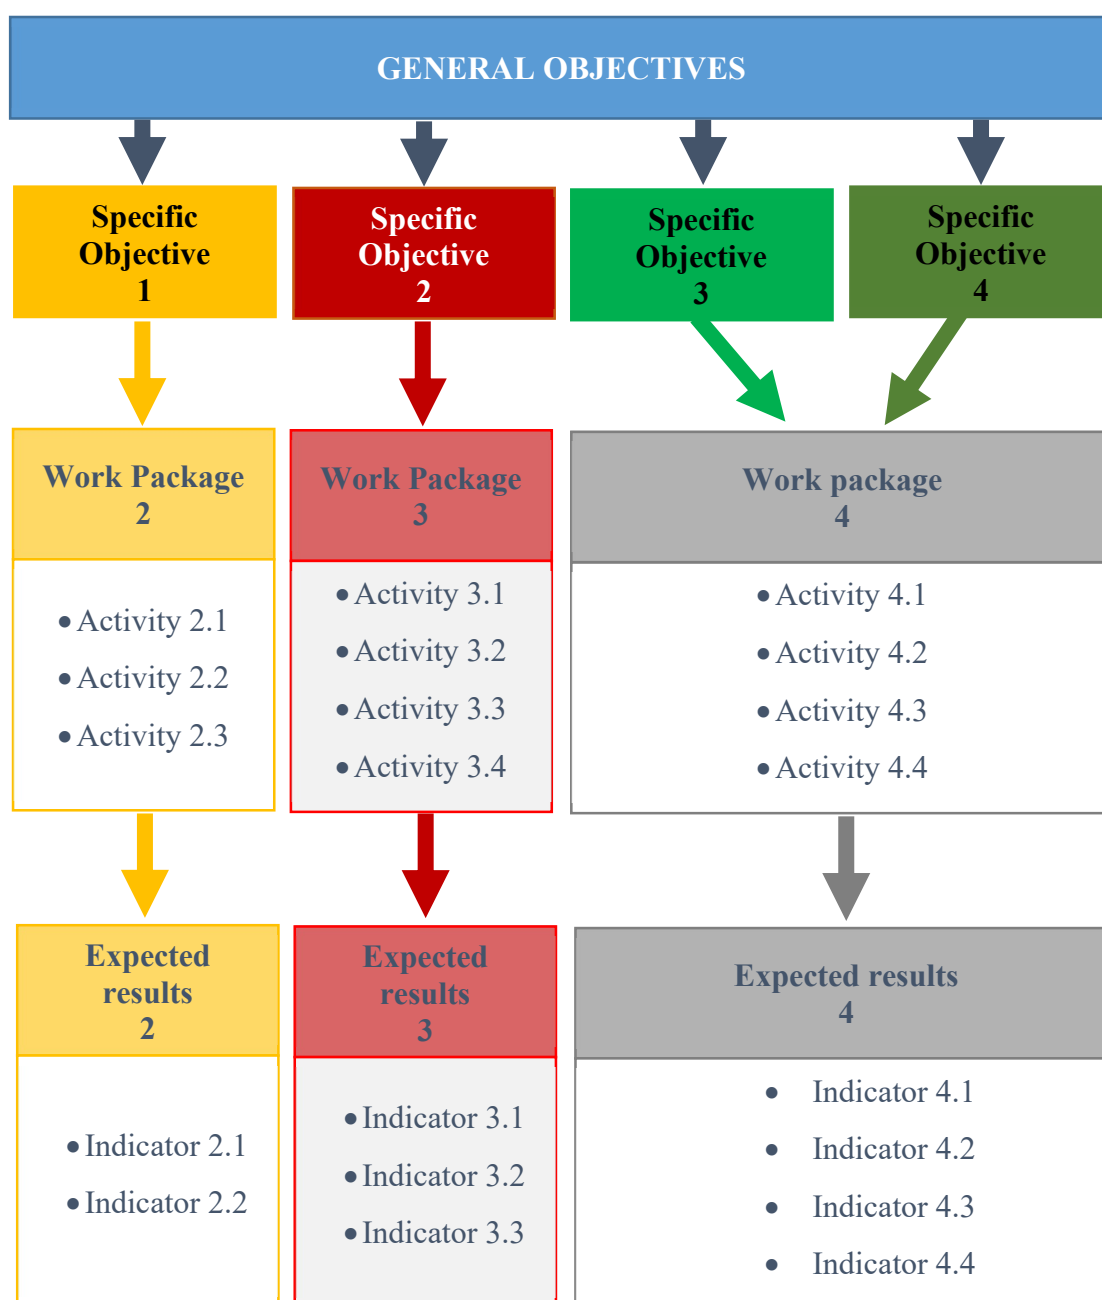 GENERAL OBJECTIVES
Specific
Objective
1
Specific
Objective
2
Specific
Objective
3
Specific
Objective
4
Work Package
2
• Activity 2.1
• Activity 2.2
• Activity 2.3
Work Package
3
• Activity 3.1
• Activity 3.2
• Activity 3.3
• Activity 3.4
Work package
4
• Activity 4.1
• Activity 4.2
• Activity 4.3
• Activity 4.4
Expected
results
2
• Indicator 2.1
• Indicator 2.2
Expected
results
3
• Indicator 3.1
• Indicator 3.2
• Indicator 3.3
Expected results
4
• Indicator 4.1
• Indicator 4.2
• Indicator 4.3
• Indicator 4.4